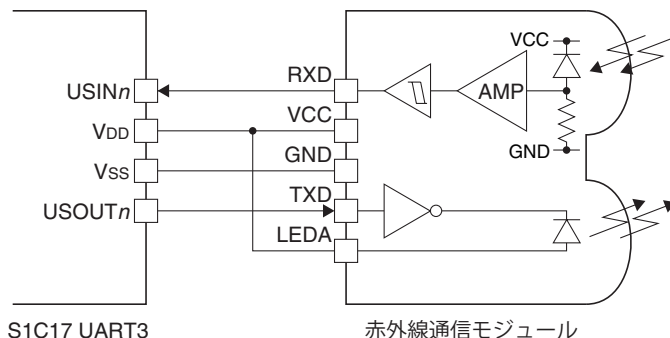 USINn
VDD
VSS
USOUTn
S1C17 UART3
RXD
VCC
GND
TXD
LEDA
AMP
VCC
GND
赤外線通信モジュール